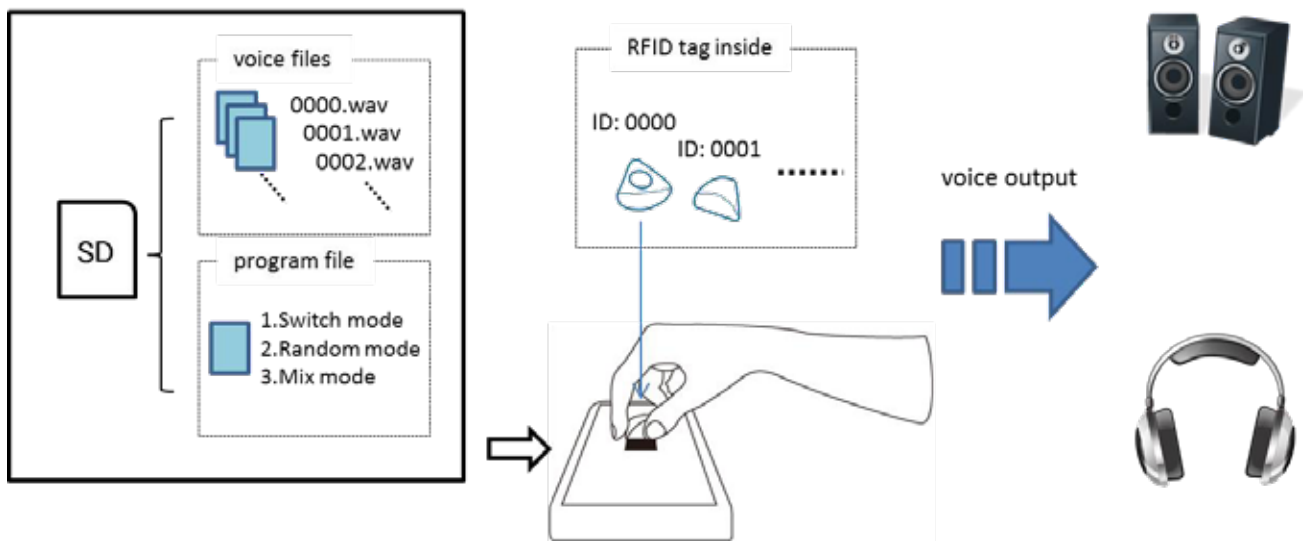 voice files
0000.wav
0001.wav
0002.wav
SD
program file
1.Switch mode
2.Random mode
3.Mix mode
RFID tag inside
ID: 0000
ID: 0001
voice output